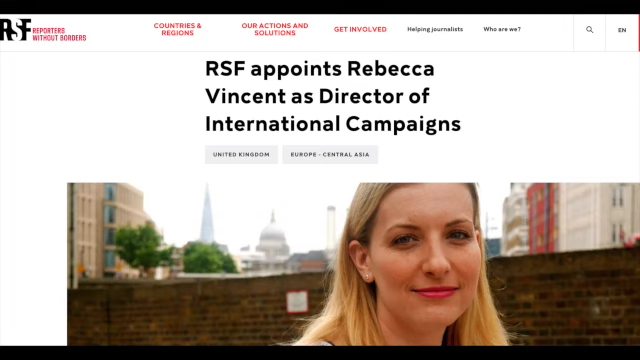 RSF REPORTERS
WITHOUT BORDERS
COUNTRIES &
REGIONS
OUR ACTIONS AND
SOLUTIONS
GET INVOLVED
Helping journalists
Who are we?
EN
RSF appoints Rebecca
Vincent as Director of
International Campaigns
UNITED KINGDOM
EUROPE - CENTRAL ASIA